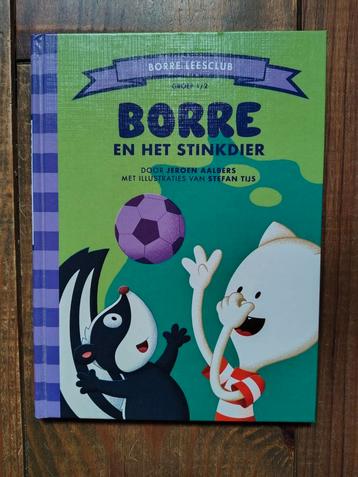 BORRE LEESCLUB
GROEP 1/2
BORRE
EN HET STINKDIER
DOOR JEROEN AALBERS
MET ILLUSTRATIES VAN STEFAN TIJS